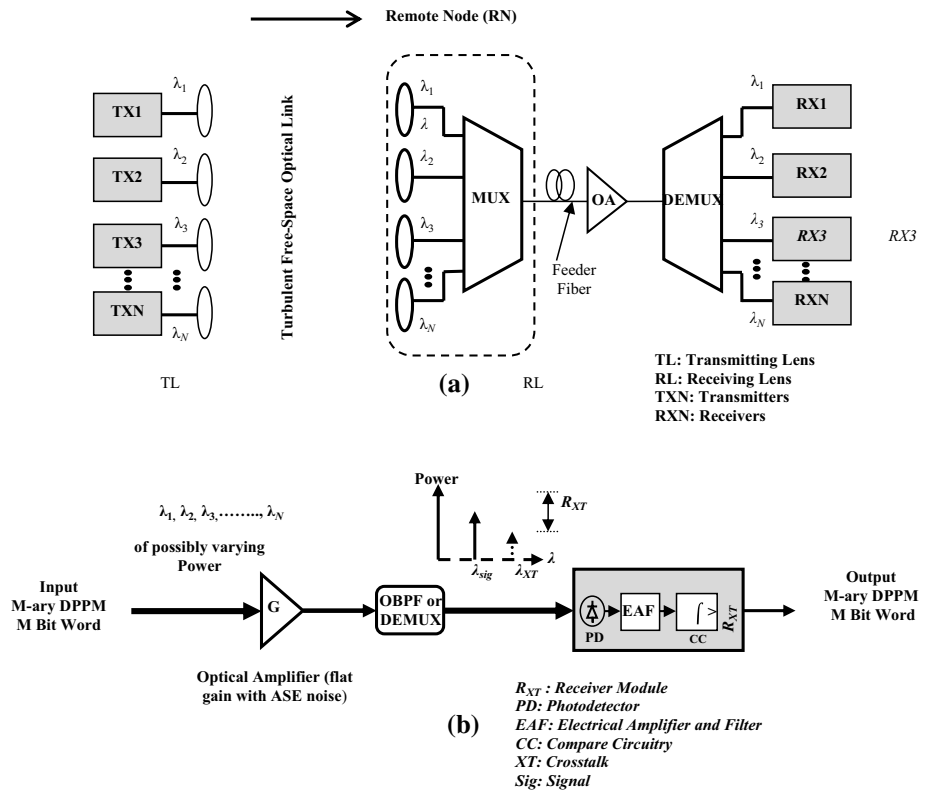 Remote Node (RN)
λ1
TX1
λ2
TX2
λ3
TX3
TXN
λN
TL
Turbulent Free-Space Optical Link
λ1
λ
λ2
λ3
λN
MUX
RL
Feeder
Fiber
OA
DEMUX
λ1
RX1
λ2
RX2
λ3
RX3
RX3
RXN
λN
(a)
TL: Transmitting Lens
RL: Receiving Lens
TXN: Transmitters
RXN: Receivers
Power
RXT
λ
λsig
λXT
λ1, λ2, λ3,........, λN
of possibly varying
Power
Input
M-ary DPPM
M Bit Word
G
OBPF or
DEMUX
PD
EAF
CC
>
RXT
Output
M-ary DPPM
M Bit Word
Optical Amplifier (flat
gain with ASE noise)
(b)
RXT : Receiver Module
PD: Photodetector
EAF: Electrical Amplifier and Filter
CC: Compare Circuitry
XT: Crosstalk
Sig: Signal